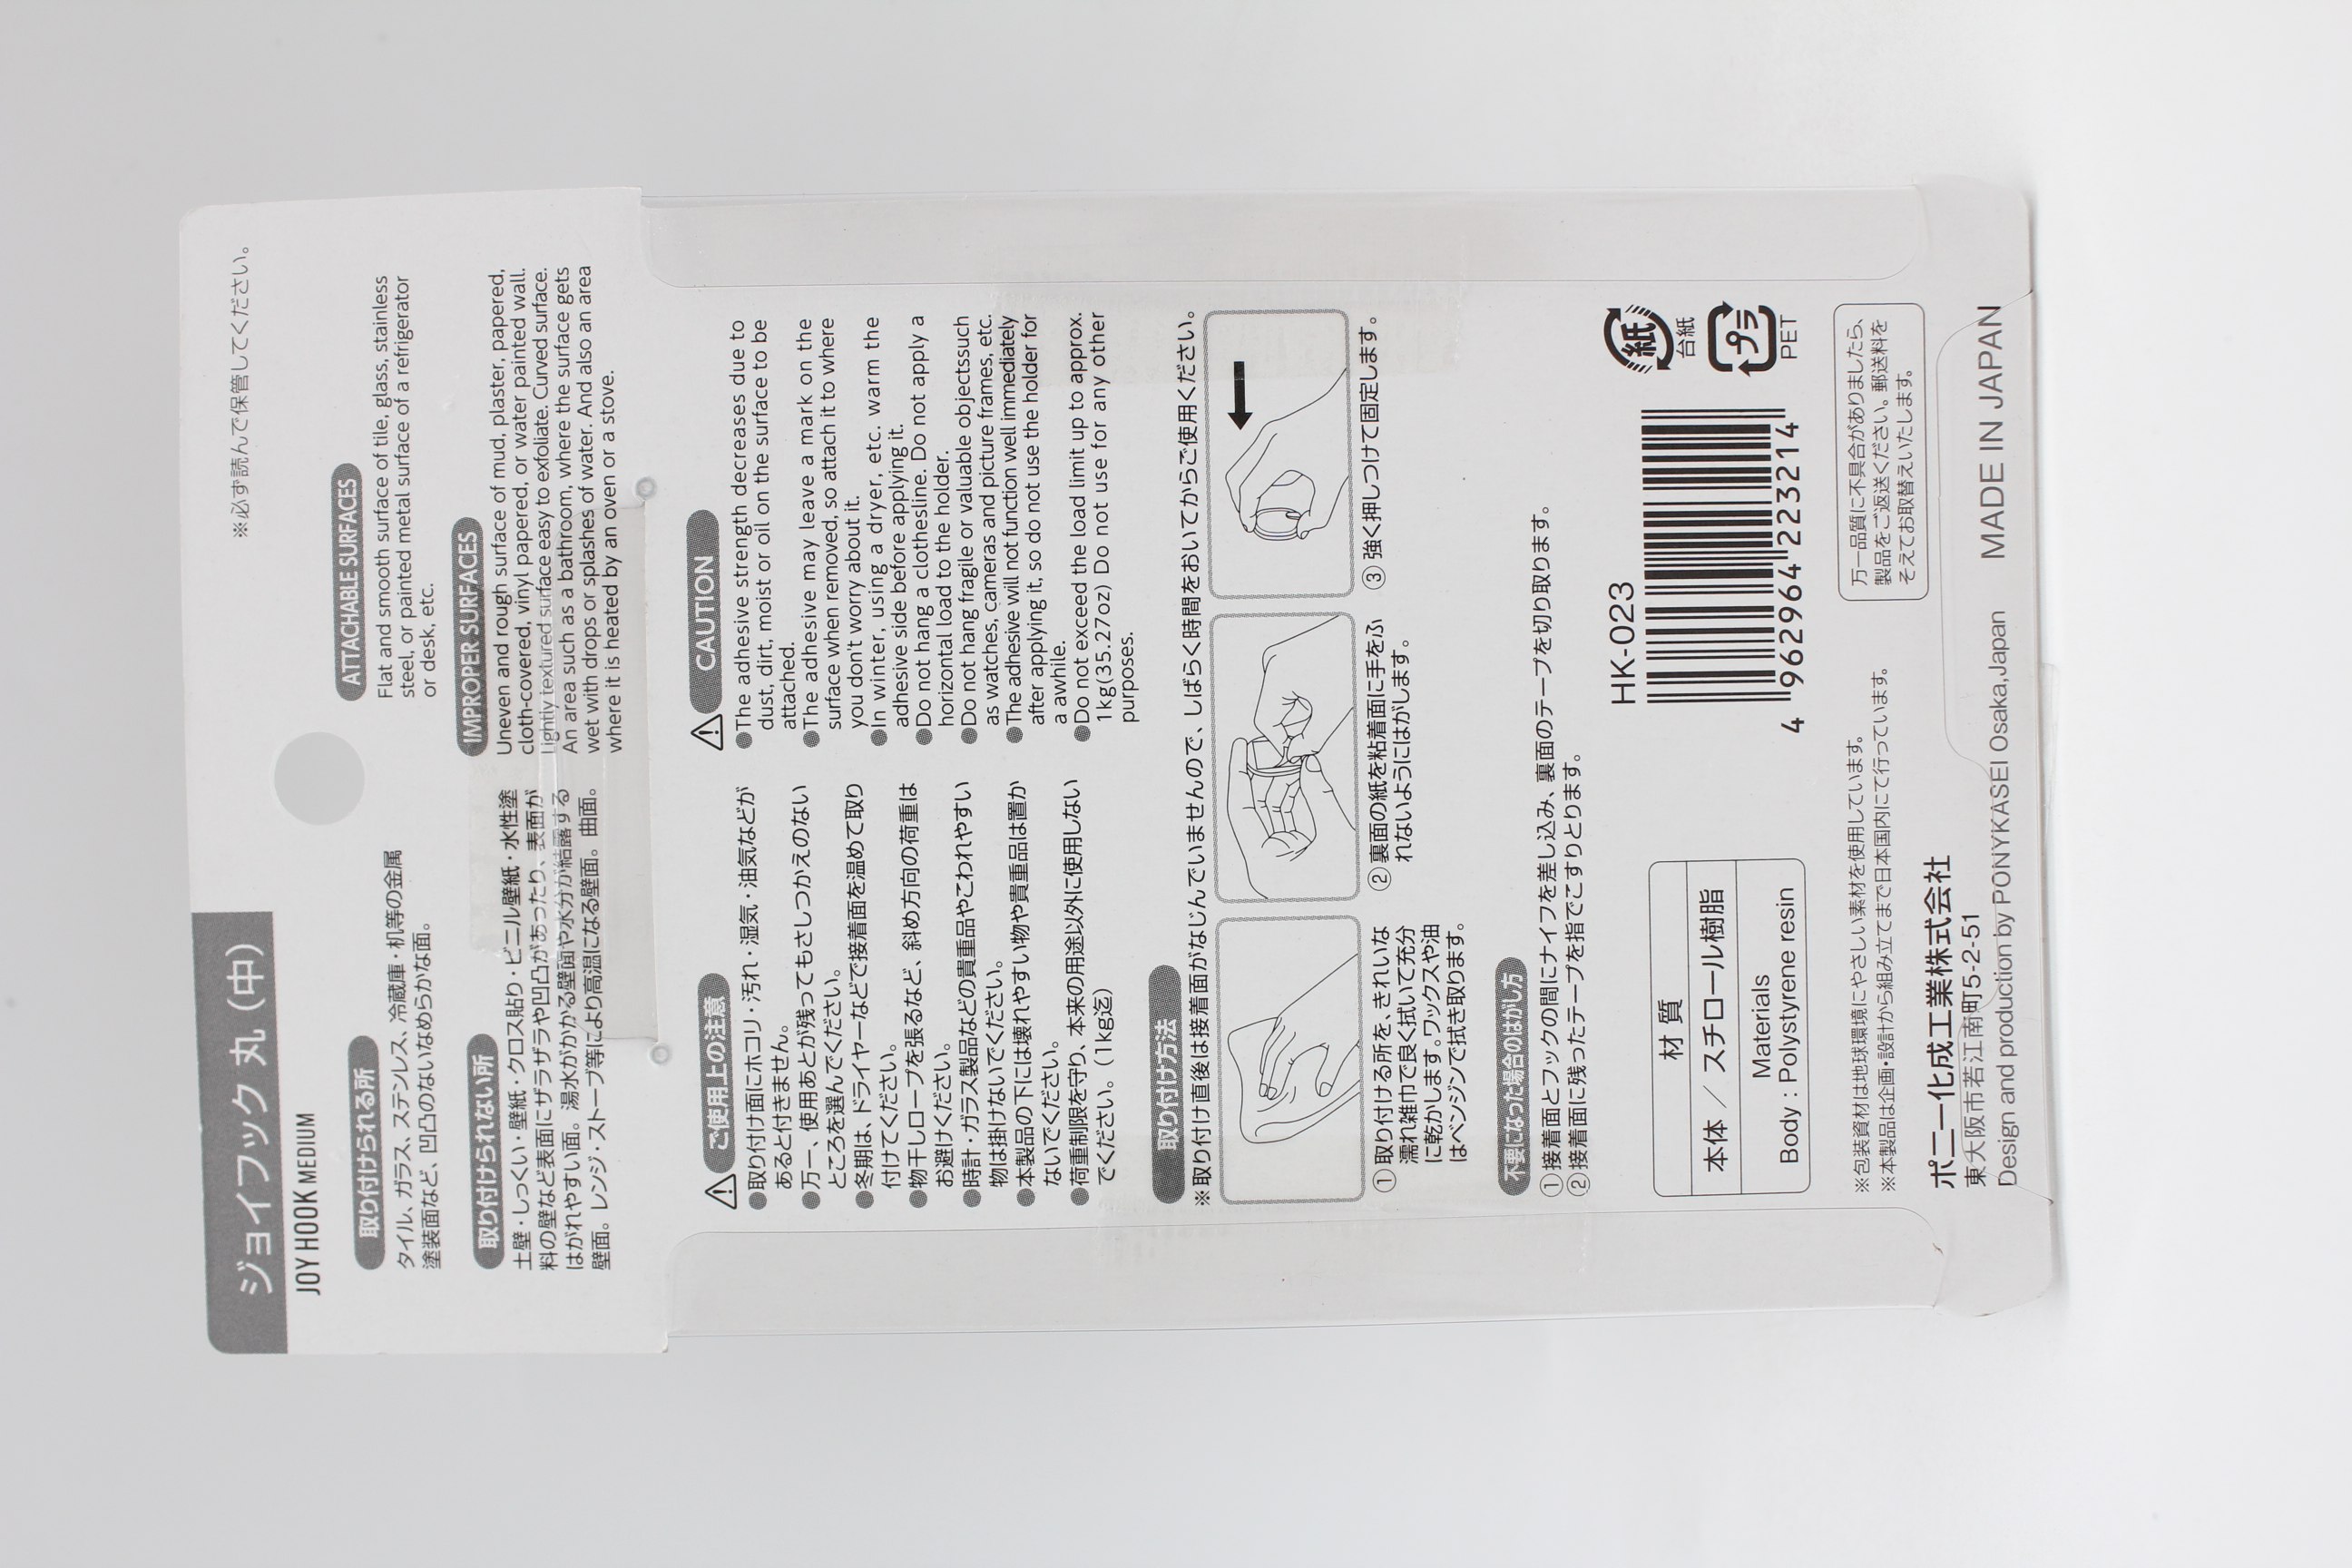 ※必ず読んで保管してください。
ジョイフック 丸 (中)
JOY HOOK MEDIUM
取り付けられる所
タイル、ガラス、ステンレス、冷蔵庫・机等の金属
塗装面など、凹凸のないなめらかな面。
取り付けられない所
土壁・しっくい・壁紙・クロス貼り・ビニル壁紙・水性塗
料の壁など表面にザラザラや凹凸があったり、表面が
はがれやすい面。湯水がかかる壁面や水分が結露する
壁面。レンジ・ストーブ等により高温になる壁面。曲面。
ATTACHABLE SURFACES
Flat and smooth surface of tile, glass, stainless
steel, or painted metal surface of a refrigerator
or desk, etc.
IMPROPER SURFACES
Uneven and rough surface of mud, plaster, papered,
cloth-covered, vinyl papered, or water painted wall.
Lightly textured surface easy to exfoliate. Curved surface.
An area such as a bathroom, where the surface gets
wet with drops or splashes of water. And also an area
where it is heated by an oven or a stove.
ご使用上の注意
●取り付け面にホコリ・汚れ・湿気・油気などが
あると付きません。
●万一、使用あとが残ってもさしつかえのない
ところを選んでください。
●冬期は、ドライヤーなどで接着面を温めて取り
付けてください。
●物干しロープを張るなど、斜め方向の荷重は
お避けください。
●時計・ガラス製品などの貴重品やこわれやすい
物は掛けないでください。
●本製品の下には壊れやすい物や貴重品は置か
ないでください。
●荷重制限を守り、本来の用途以外に使用しない
でください。(1kg迄)
CAUTION
●The adhesive strength decreases due to
dust, dirt, moist or oil on the surface to be
attached.
●The adhesive may leave a mark on the
surface when removed, so attach it to where
you don't worry about it.
●In winter, using a dryer, etc. warm the
adhesive side before applying it.
●Do not hang a clothesline. Do not apply a
horizontal load to the holder.
●Do not hang fragile or valuable objectssuch
as watches, cameras and picture frames, etc.
●The adhesive will not function well immediately
after applying it, so do not use the holder for
a awhile.
●Do not exceed the load limit up to approx.
1kg(35.27oz) Do not use for any other
purposes.
取り付け方法
※取り付け直後は接着面がなじんでいませんので、しばらく時間をおいてからご使用ください。
①取り付ける所を、きれいな
濡れ雑巾で良く拭いて充分
に乾かします。ワックスや油
はベンジンで拭き取ります。
②裏面の紙を粘着面に手をふ
れないようにはがします。
③強く押しつけて固定します。
不要になった場合のはがし方
①接着面とフックの間にナイフを差し込み、裏面のテープを切り取ります。
②接着面に残ったテープを指でこすりとります。
材 質
本体 / スチロール樹脂
Materials
Body : Polystyrene resin
HK-023
4 962964 223214
紙
台紙
プラ
PET
※包装資材は地球環境にやさしい素材を使用しています。
※本製品は企画・設計から組み立てまで日本国内にて行っています。
万一品質に不具合がありましたら、
製品をご返送ください。郵送料を
そえてお取替えいたします。
ポニー化成工業株式会社
東大阪市若江南町5-2-51
Design and production by PONYKASEI Osaka,Japan
MADE IN JAPAN